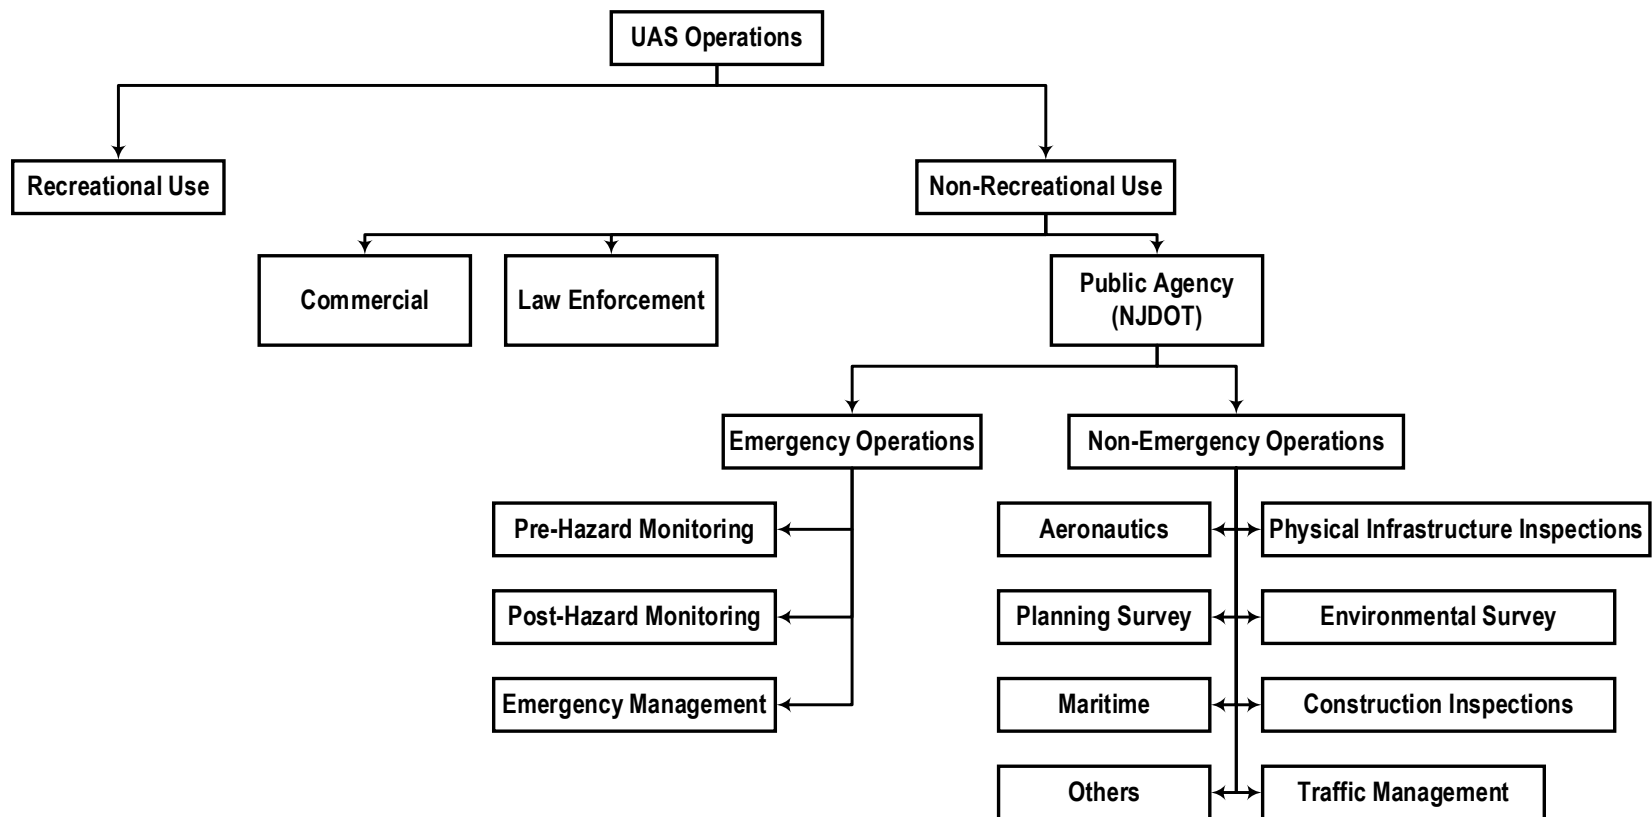 UAS Operations
Recreational Use
Non-Recreational Use
Commercial
Law Enforcement
Public Agency
(NJDOT)
Emergency Operations
Non-Emergency Operations
Pre-Hazard Monitoring
Aeronautics
Physical Infrastructure Inspections
Post-Hazard Monitoring
Planning Survey
Environmental Survey
Emergency Management
Maritime
Construction Inspections
Others
Traffic Management